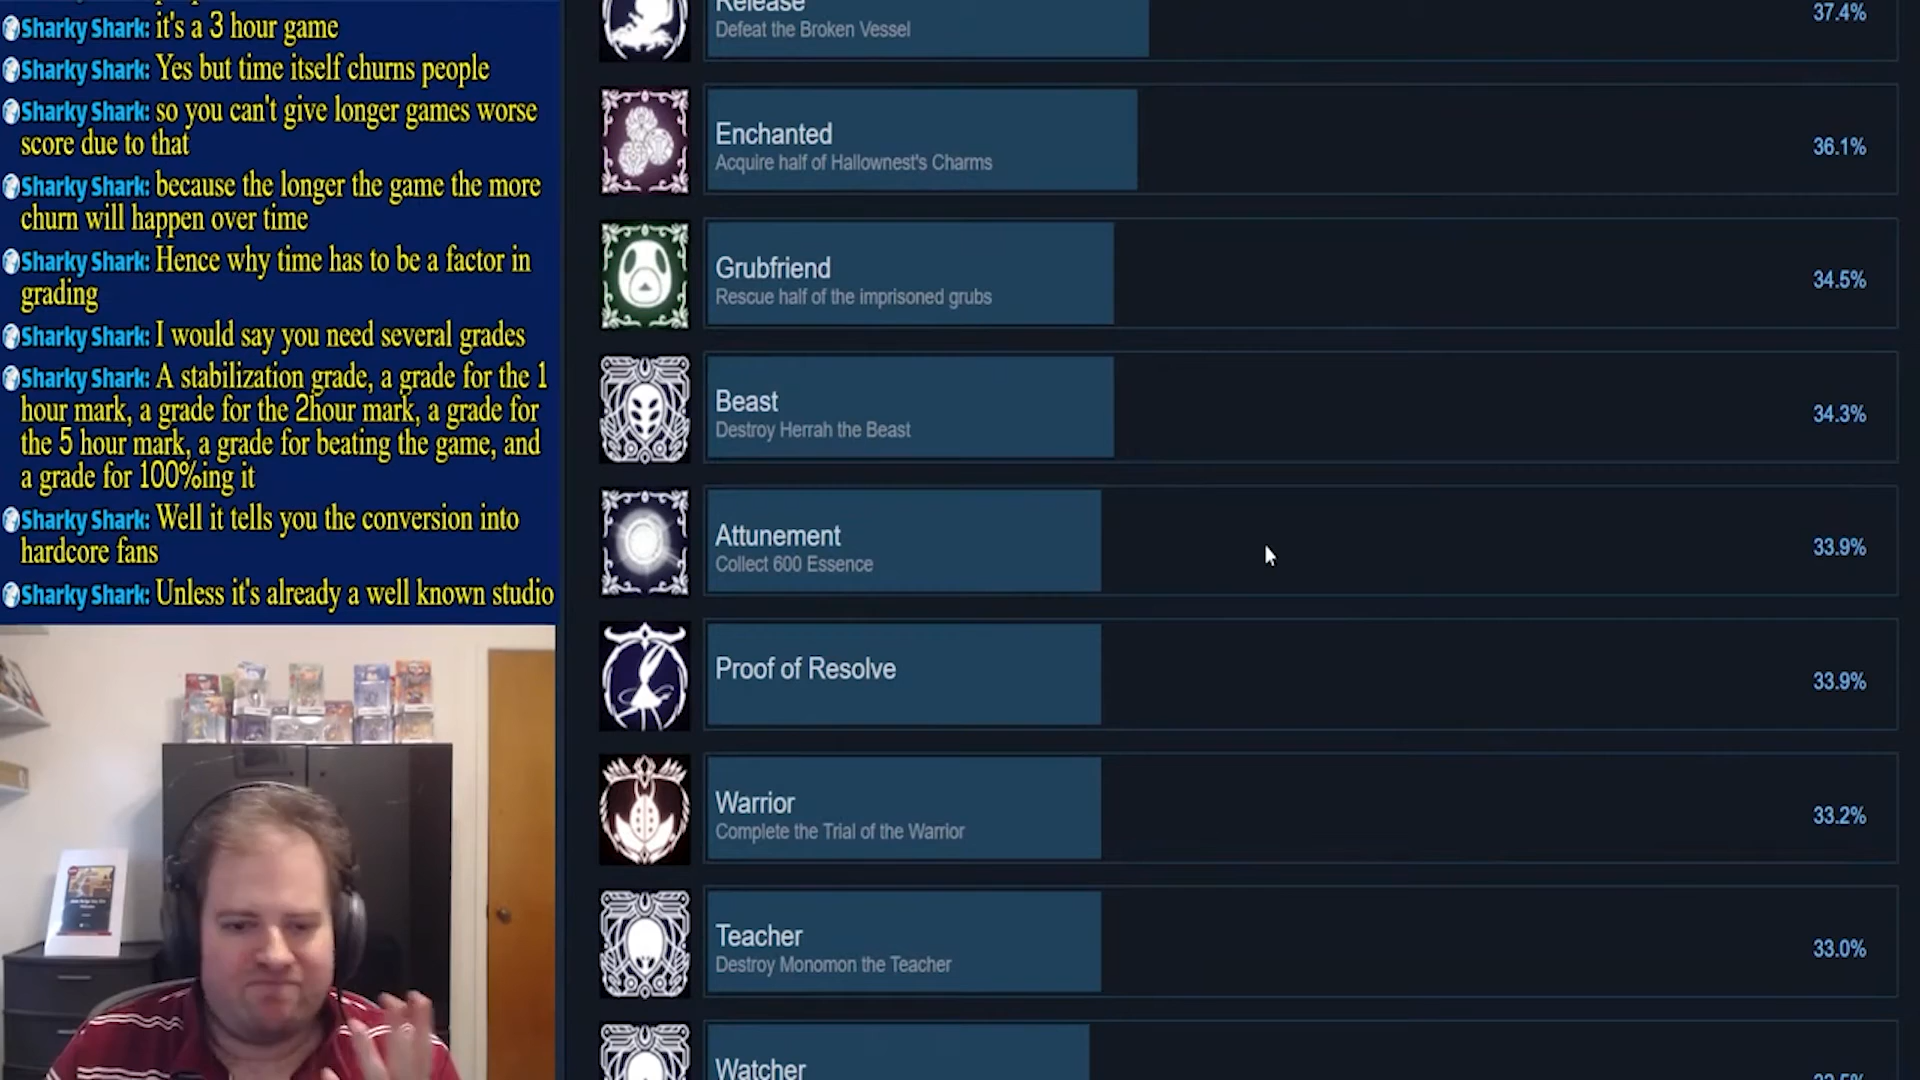 Sharky Shark: it's a 3 hour game
Sharky Shark: Yes but time itself churns people
Sharky Shark: so you can't give longer games worse
score due to that
Sharky Shark: because the longer the game the more
churn will happen over time
Sharky Shark: Hence why time has to be a factor in
grading
Sharky Shark: I would say you need several grades
Sharky Shark: A stabilization grade, a grade for the 1
hour mark, a grade for the 2hour mark, a grade for
the 5 hour mark, a grade for beating the game, and
a grade for 100%ing it
Sharky Shark: Well it tells you the conversion into
hardcore fans
Sharky Shark: Unless it's already a well known studio
Release
Defeat the Broken Vessel
37.4%
Enchanted
Acquire half of Hallownest's Charms
36.1%
Grubfriend
Rescue half of the imprisoned grubs
34.5%
Beast
Destroy Herrah the Beast
34.3%
Attunement
Collect 600 Essence
33.9%
Proof of Resolve
33.9%
Warrior
Complete the Trial of the Warrior
33.2%
Teacher
Destroy Monomon the Teacher
33.0%
Watcher